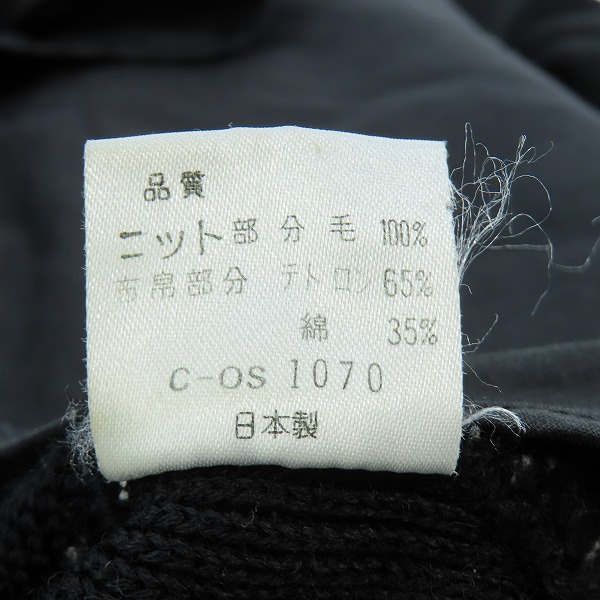 品質
ニット部分 毛 100%
布帛部分 テトロン 65%
綿 35%
C-OS 1070
日本製